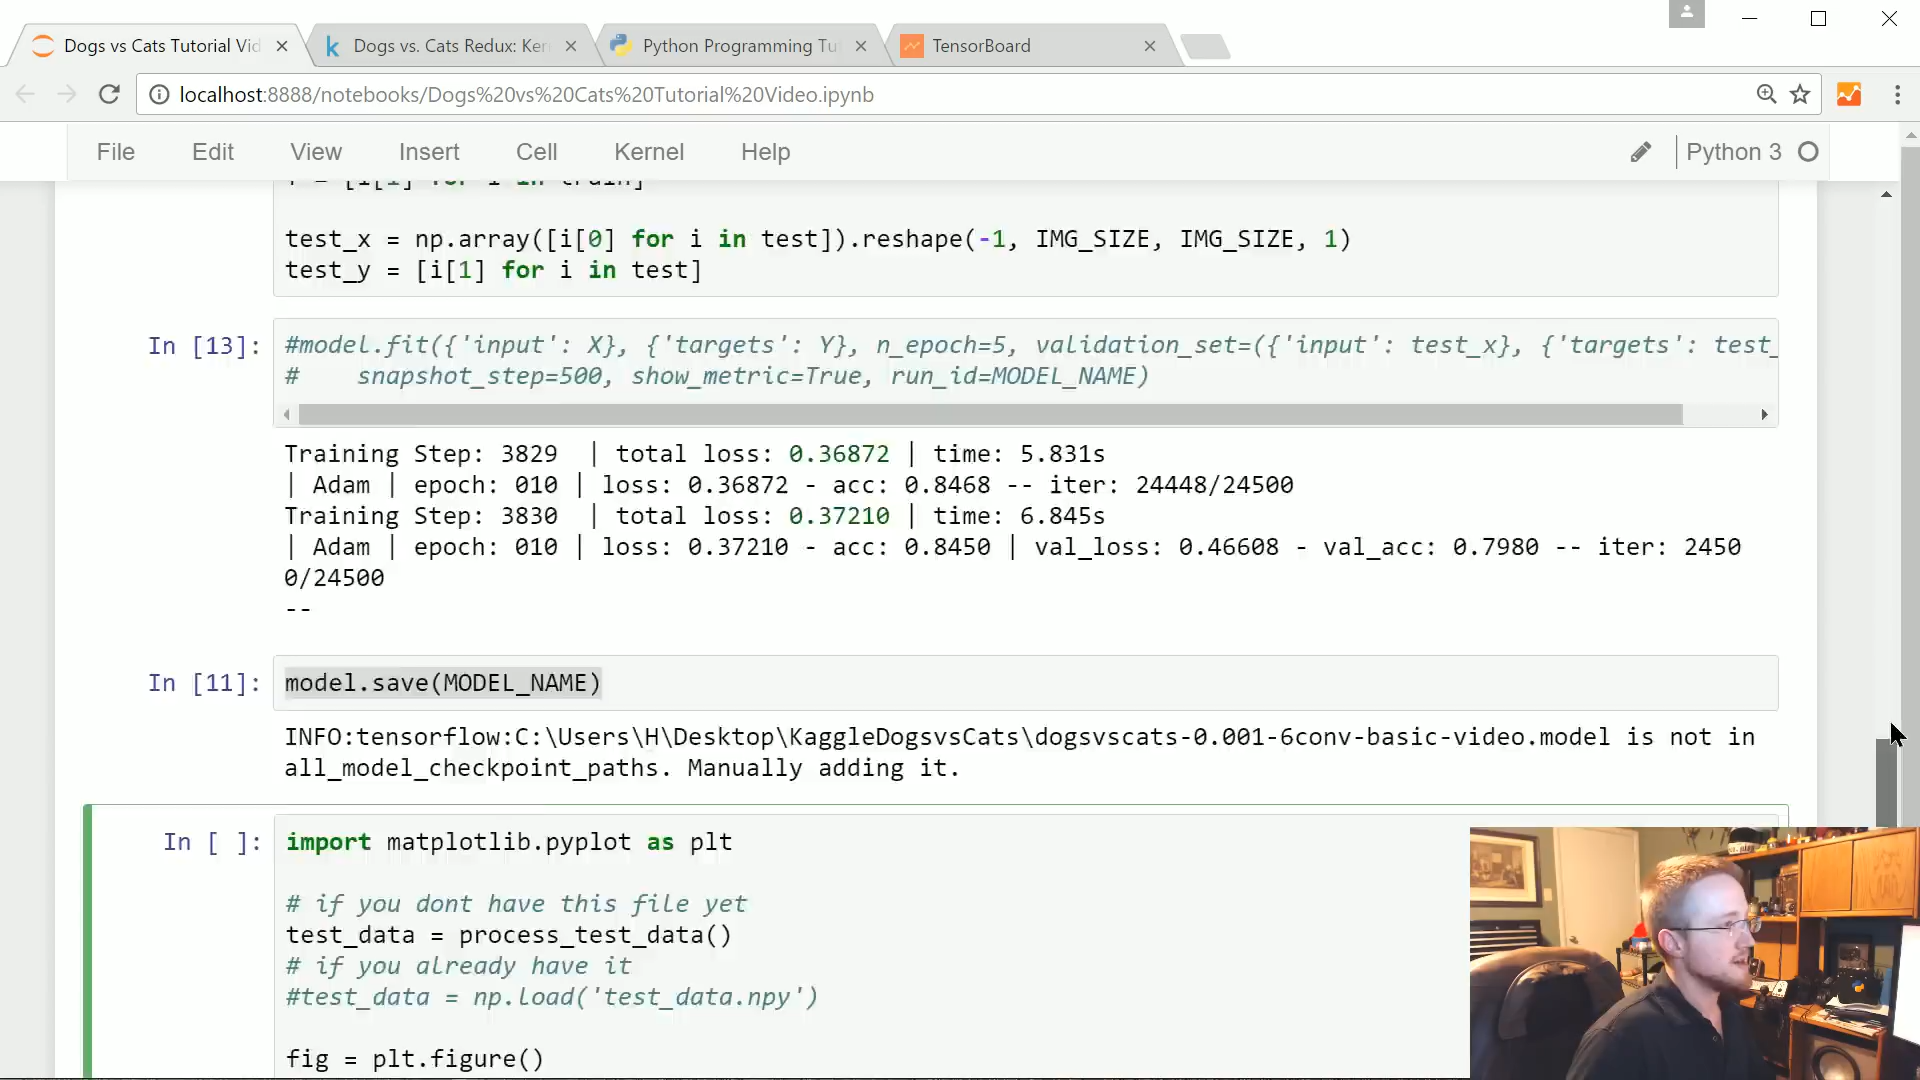 Dogs vs Cats Tutorial Vid
Dogs vs. Cats Redux: Ker
Python Programming Tu
TensorBoard
localhost:8888/notebooks/Dogs%20vs%20Cats%20Tutorial%20Video.ipynb
File Edit View Insert Cell Kernel Help Python 3
Y = [i[1] for i in train]
test_x = np.array([i[0] for i in test]).reshape(-1, IMG_SIZE, IMG_SIZE, 1)
test_y = [i[1] for i in test]
In [13]: #model.fit({'input': X}, {'targets': Y}, n_epoch=5, validation_set=({'input': test_x}, {'targets': test_
#    snapshot_step=500, show_metric=True, run_id=MODEL_NAME)
Training Step: 3829  | total loss: 0.36872 | time: 5.831s
| Adam | epoch: 010 | loss: 0.36872 - acc: 0.8468 -- iter: 24448/24500
Training Step: 3830  | total loss: 0.37210 | time: 6.845s
| Adam | epoch: 010 | loss: 0.37210 - acc: 0.8450 | val_loss: 0.46608 - val_acc: 0.7980 -- iter: 2450
0/24500
--
In [11]: model.save(MODEL_NAME)
INFO:tensorflow:C:\Users\H\Desktop\KaggleDogsvsCats\dogsvscats-0.001-6conv-basic-video.model is not in
all_model_checkpoint_paths. Manually adding it.
In [ ]: import matplotlib.pyplot as plt
# if you dont have this file yet
test_data = process_test_data()
# if you already have it
#test_data = np.load('test_data.npy')
fig = plt.figure()